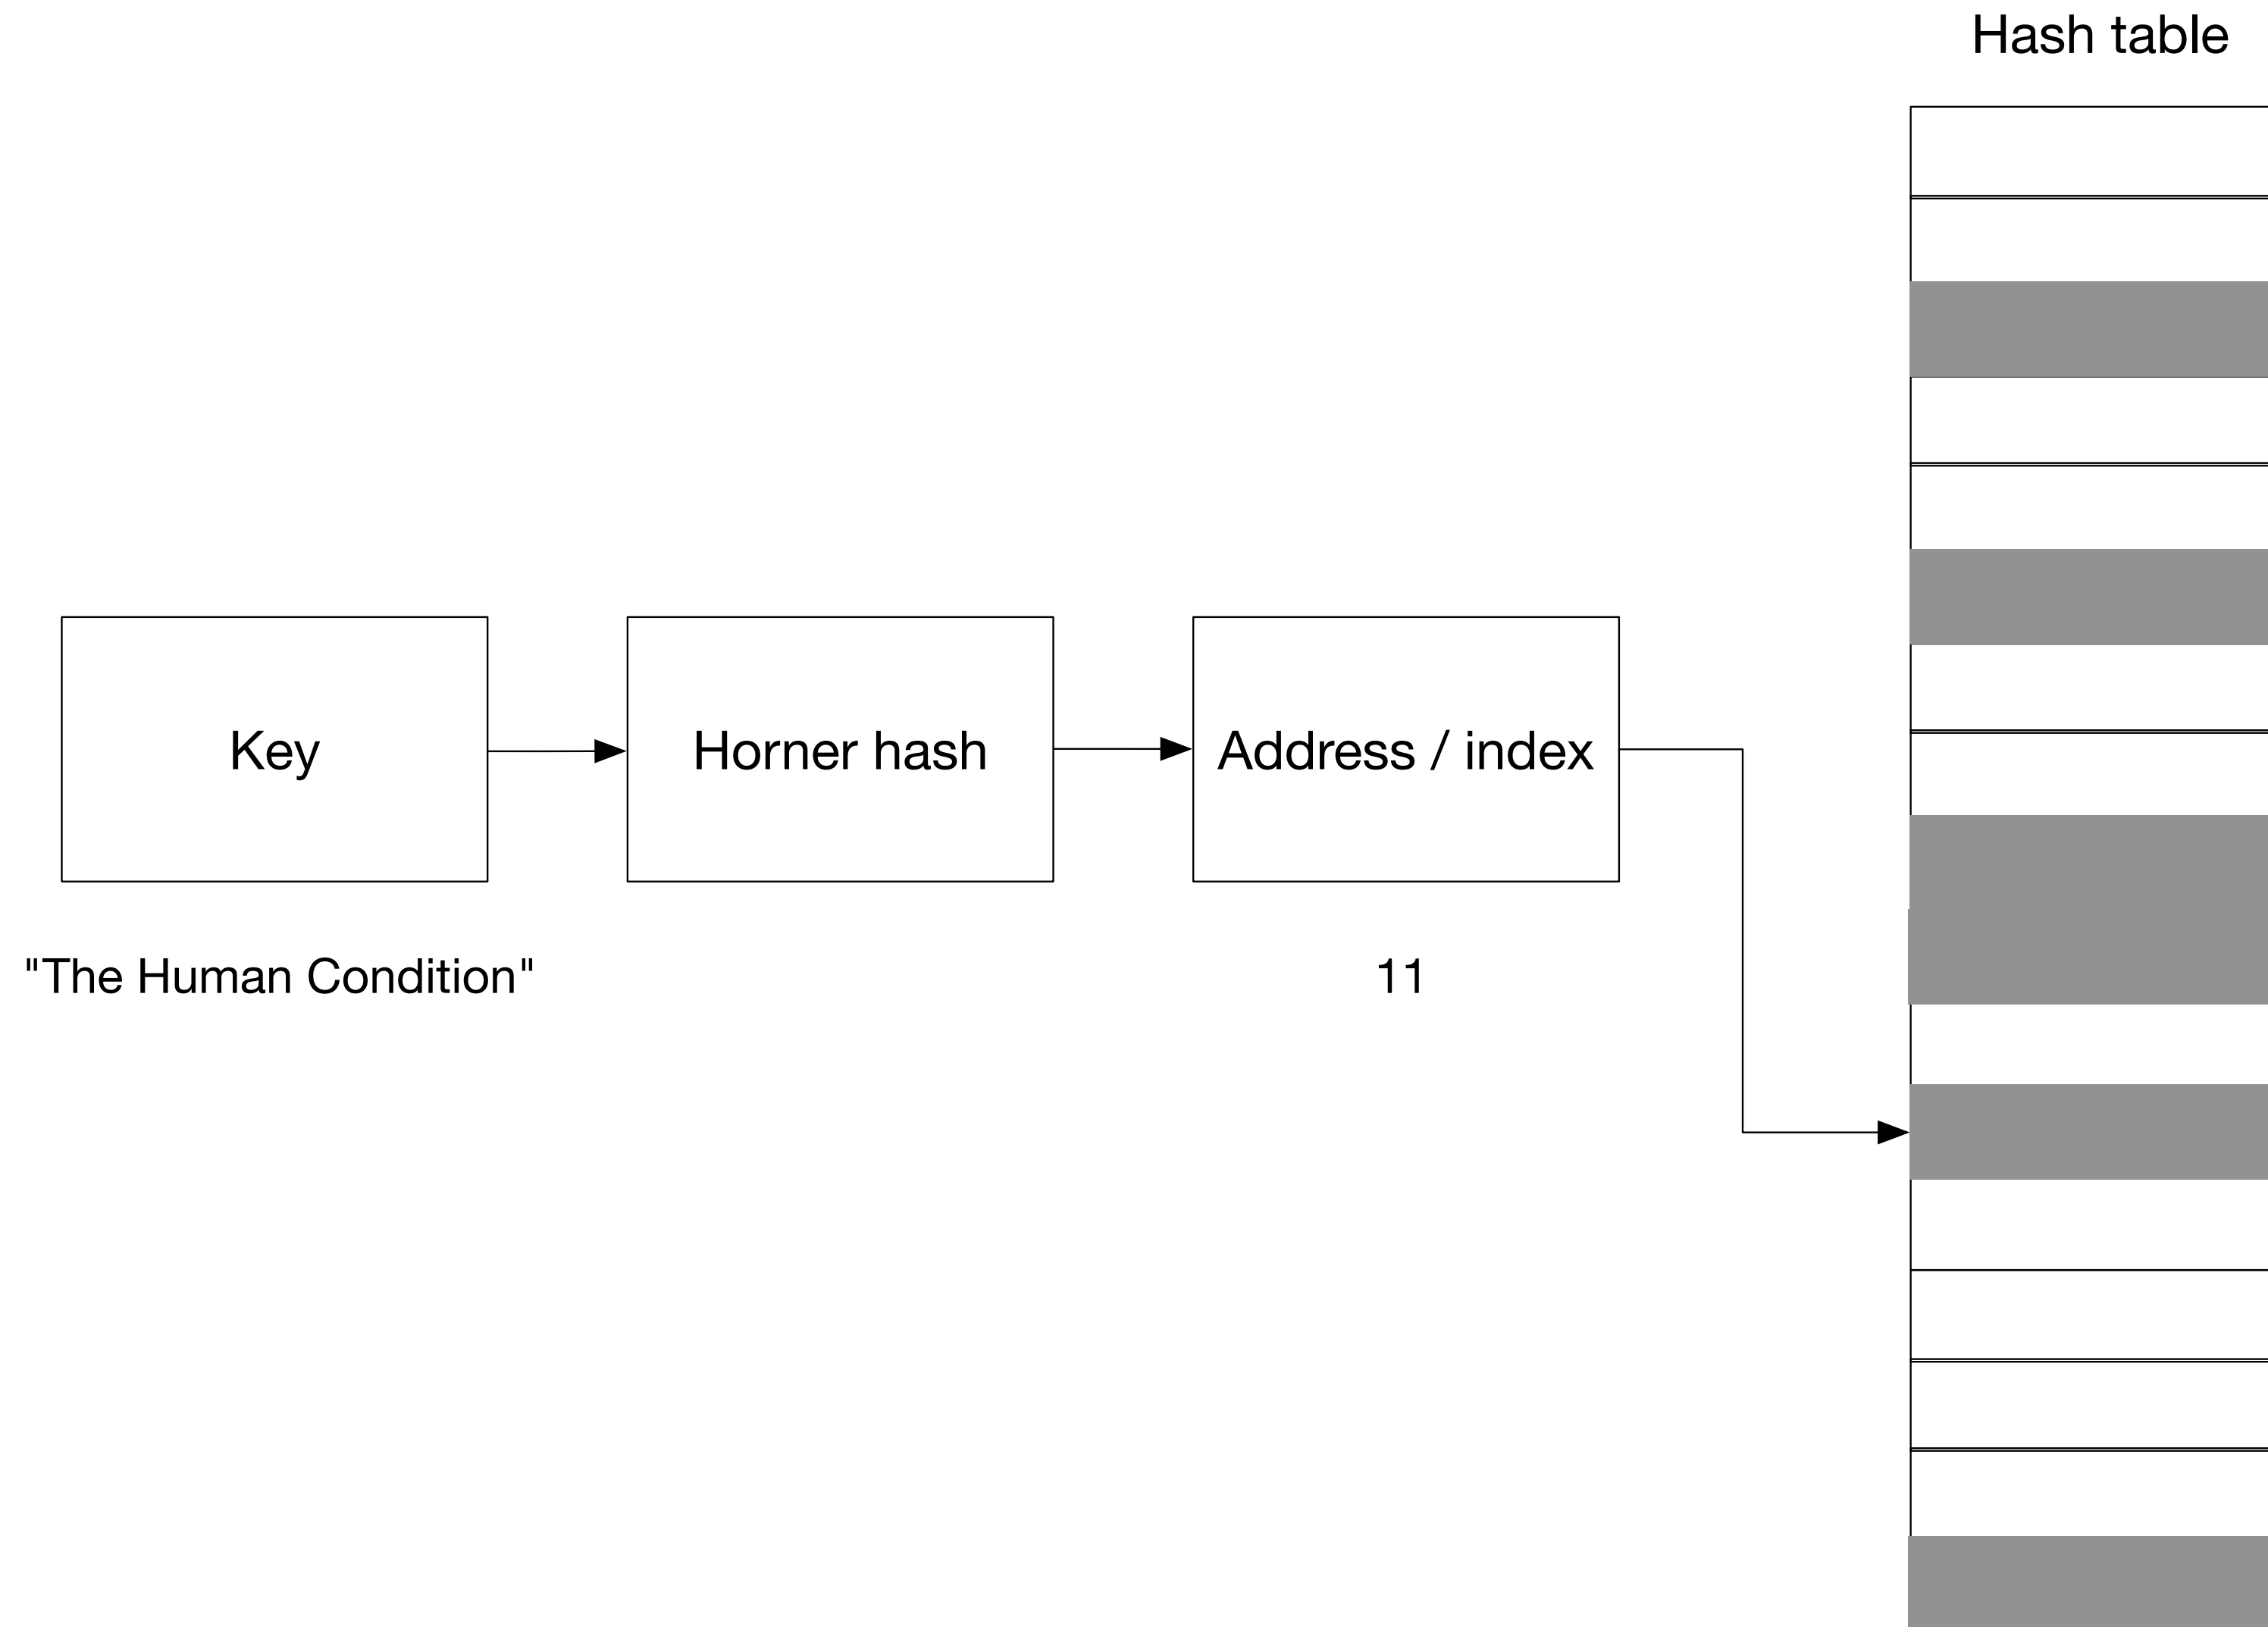 Hash table
Key
Horner hash
Address / index
"The Human Condition"
11